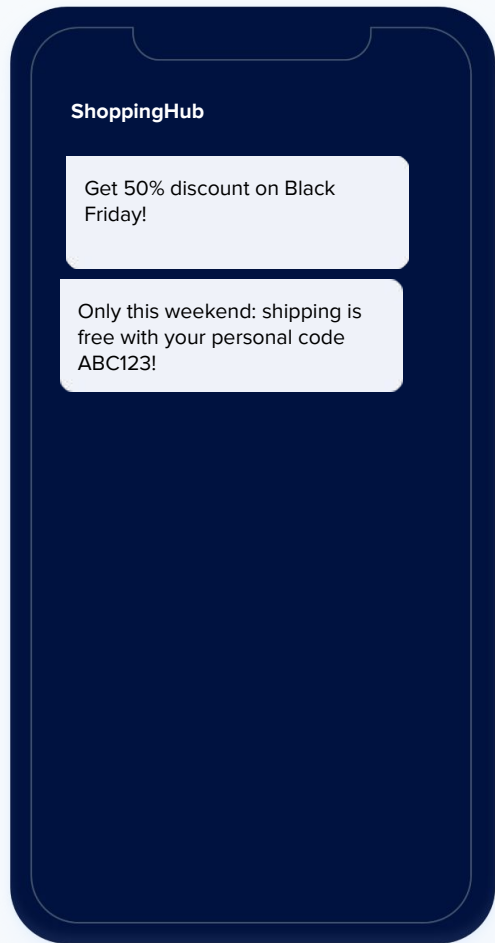 ShoppingHub
Get 50% discount on Black
Friday!
Only this weekend: shipping is
free with your personal code
ABC123!